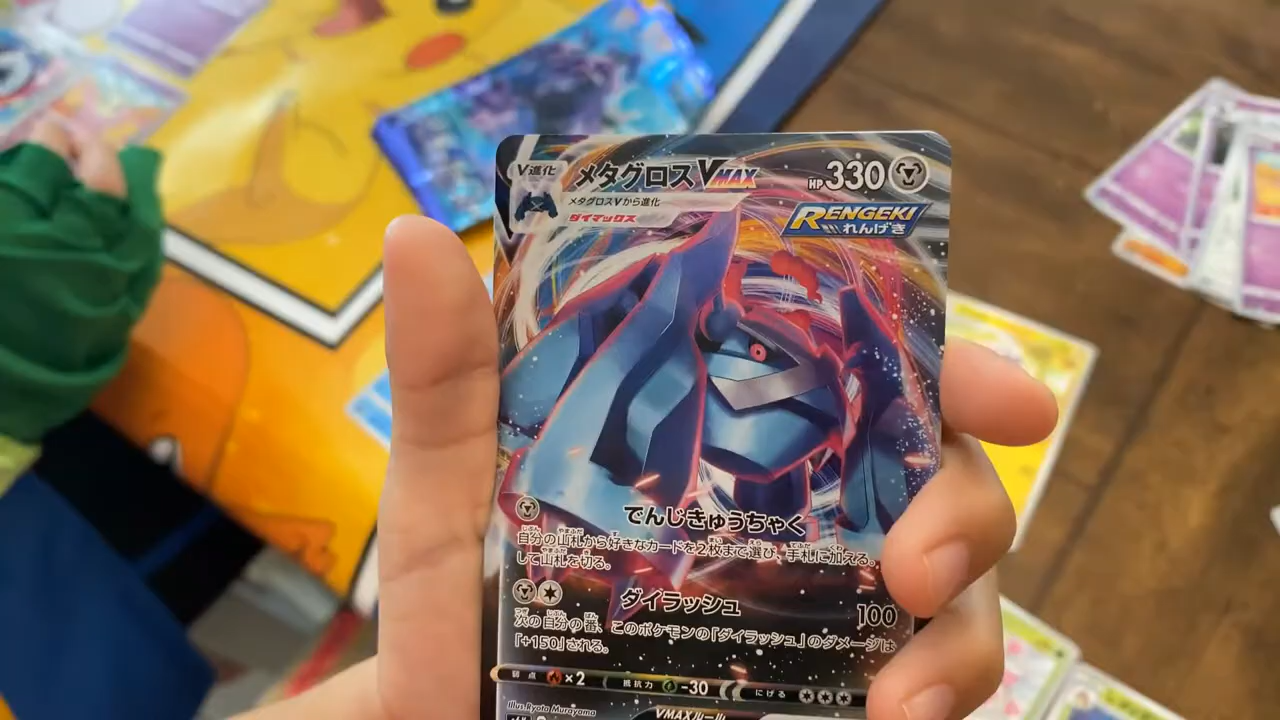 V進化
メタグロスVMAX
HP 330
メタグロスVから進化
ダイマックス
RENGEKI
れんげき
でんじきゅうちゃく
自分の山札から好きなカードを2枚まで選び、手札に加える。そ
して山札を切る。
ダイラッシュ 100
次の自分の番、このポケモンの「ダイラッシュ」のダメージは
「+150」される。
弱点 ×2 抵抗力 -30 にげる
Illus. Ryota Murayama
VMAXルール